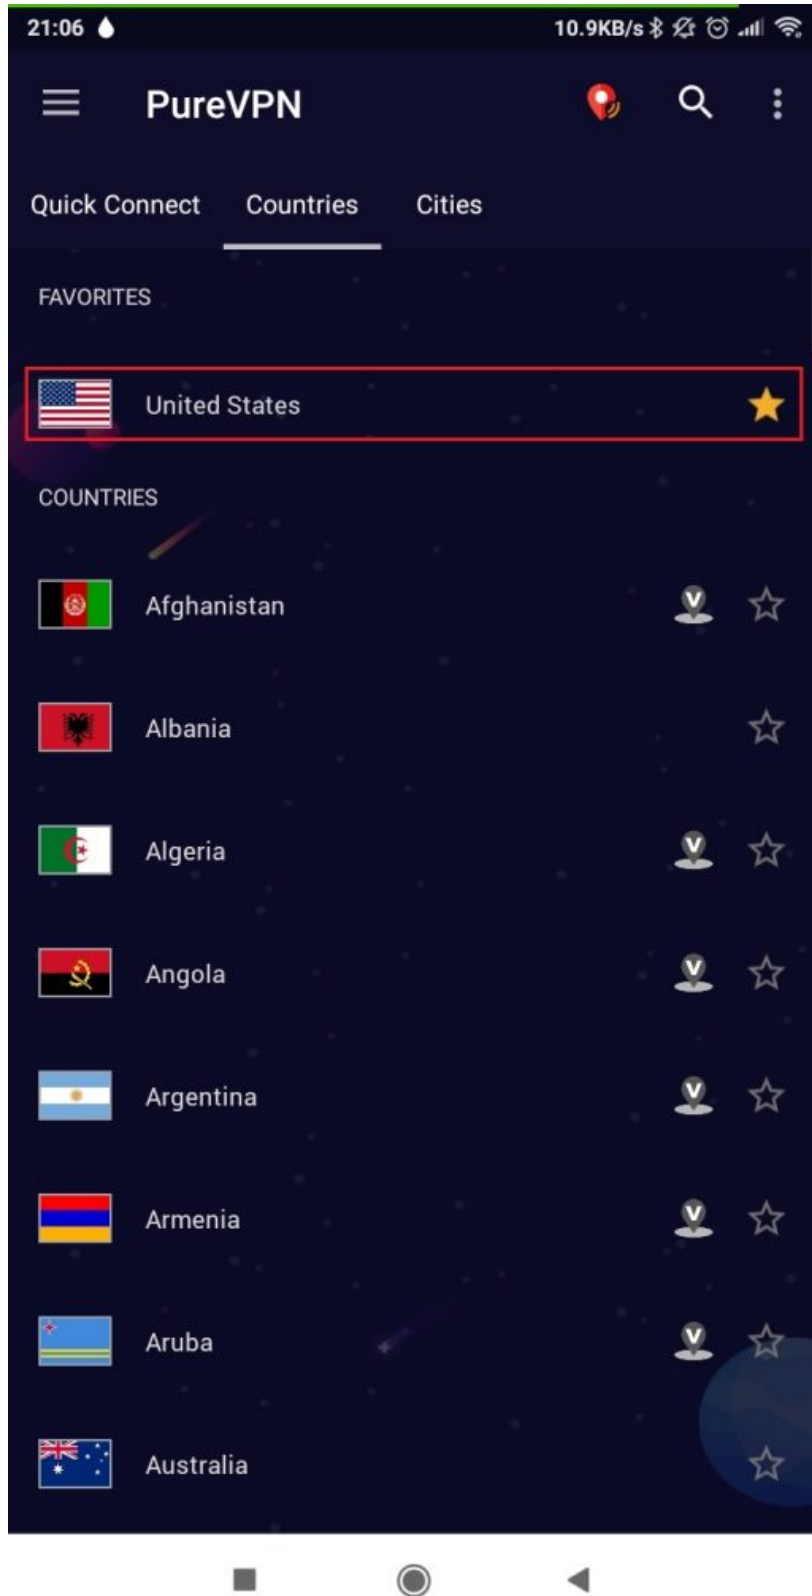 21:06 10.9KB/s
PureVPN
Quick Connect Countries Cities
FAVORITES
United States
COUNTRIES
Afghanistan V
Albania
Algeria V
Angola V
Argentina V
Armenia V
Aruba V
Australia